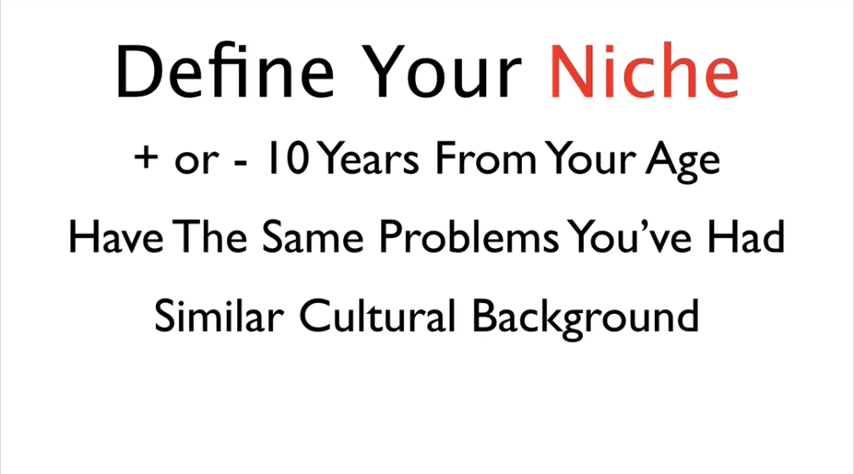 Define Your Niche
+ or - 10 Years From Your Age
Have The Same Problems You’ve Had
Similar Cultural Background